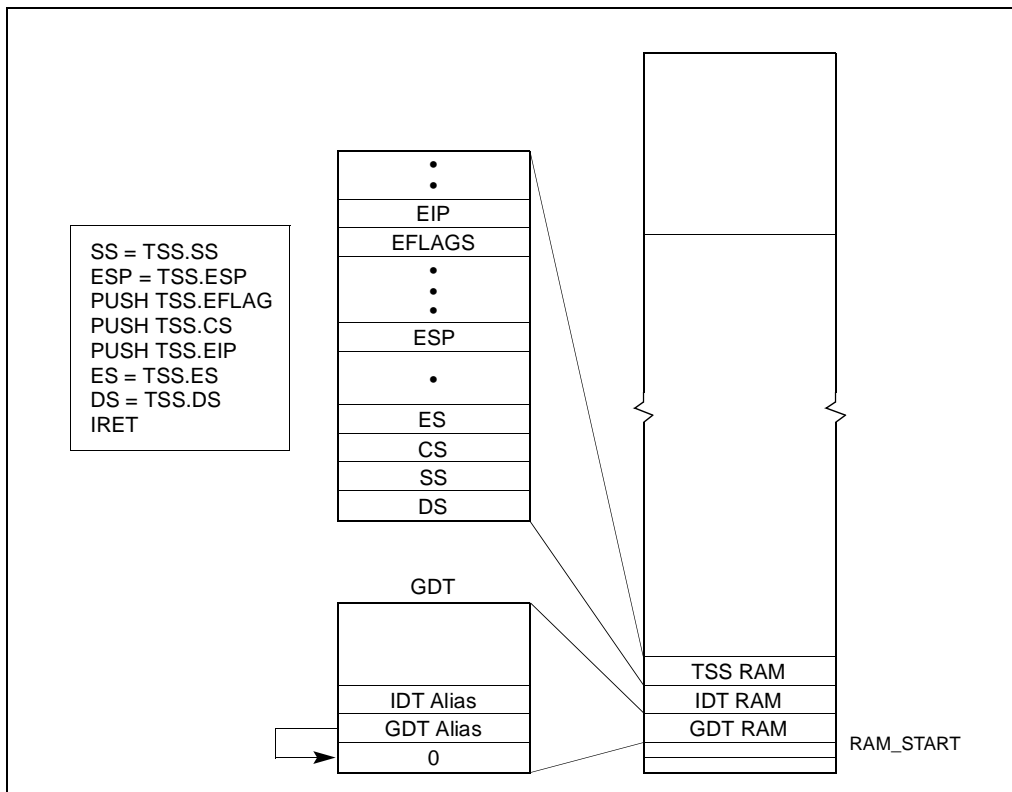 SS = TSS.SS
ESP = TSS.ESP
PUSH TSS.EFLAG
PUSH TSS.CS
PUSH TSS.EIP
ES = TSS.ES
DS = TSS.DS
IRET
EIP
EFLAGS
ESP
ES
CS
SS
DS
GDT
IDT Alias
GDT Alias
0
TSS RAM
IDT RAM
GDT RAM
RAM_START